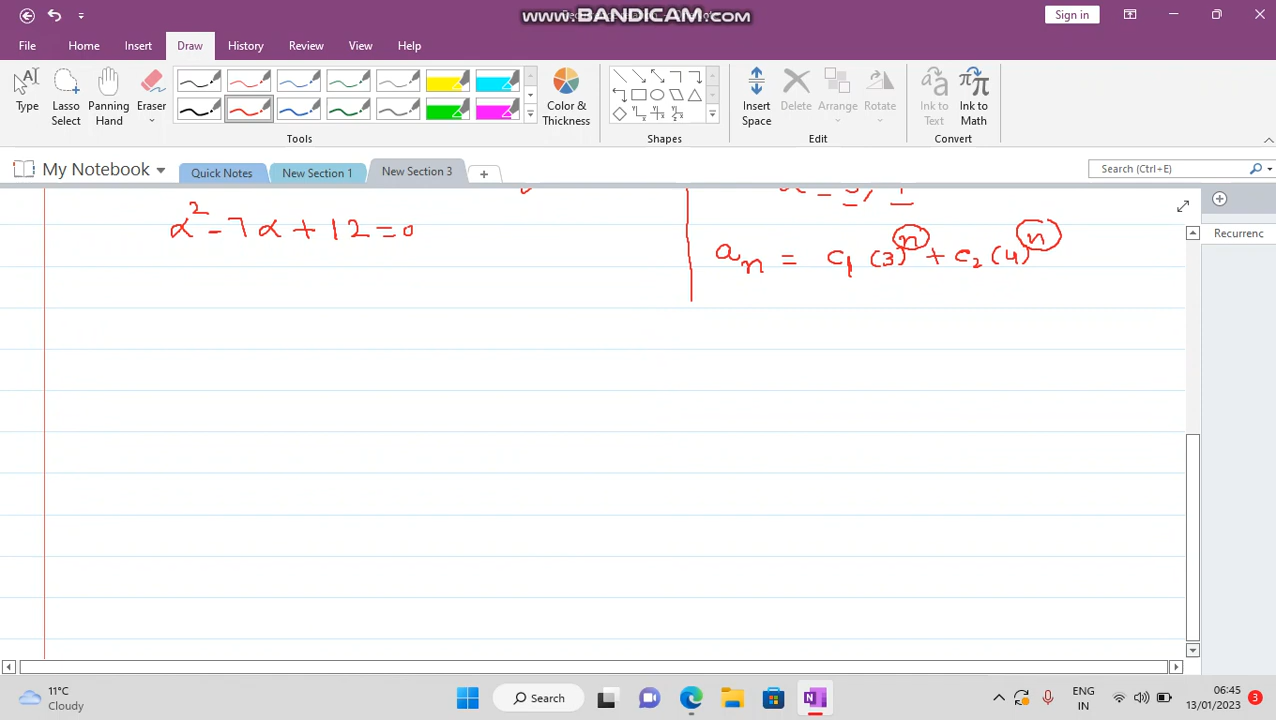 www.BANDICAM.com
Sign in
File Home Insert Draw History Review View Help
Type Lasso Select Panning Hand Eraser Color & Thickness Insert Space Delete Arrange Rotate Ink to Text Ink to Math
Tools Shapes Edit Convert
My Notebook Quick Notes New Section 1 New Section 3 Search (Ctrl+E)
Recurrenc
α² - 7α + 12 = 0
aₙ = c₁ (3)ⁿ + c₂ (4)ⁿ
11°C
Cloudy
Search
ENG
IN
06:45
13/01/2023
3